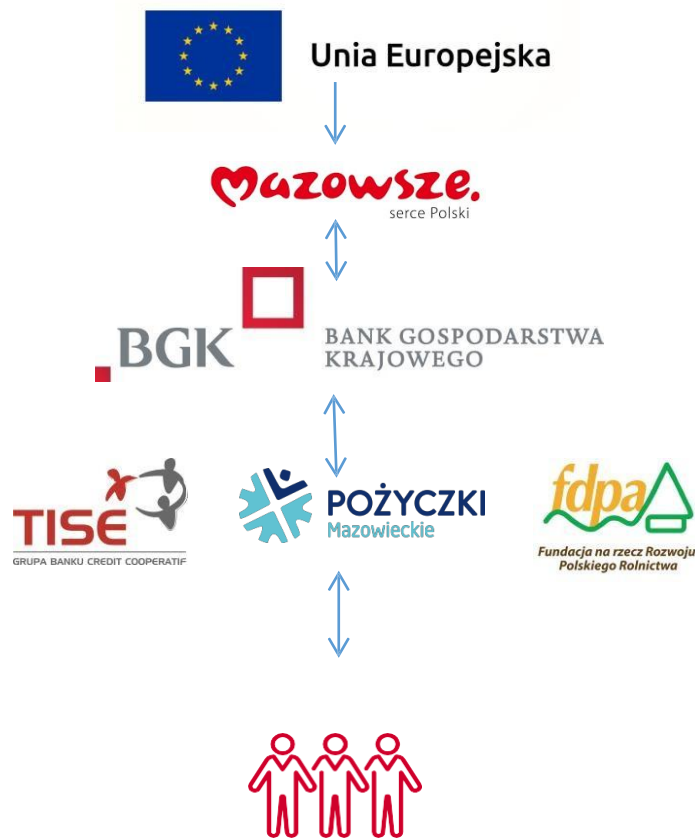 Unia Europejska
mazowsze.
serce Polski
BGK
BANK GOSPODARSTWA
KRAJOWEGO
TISE
GRUPA BANKU CREDIT COOPERATIF
POŻYCZKI
Mazowieckie
fdpa
Fundacja na rzecz Rozwoju
Polskiego Rolnictwa